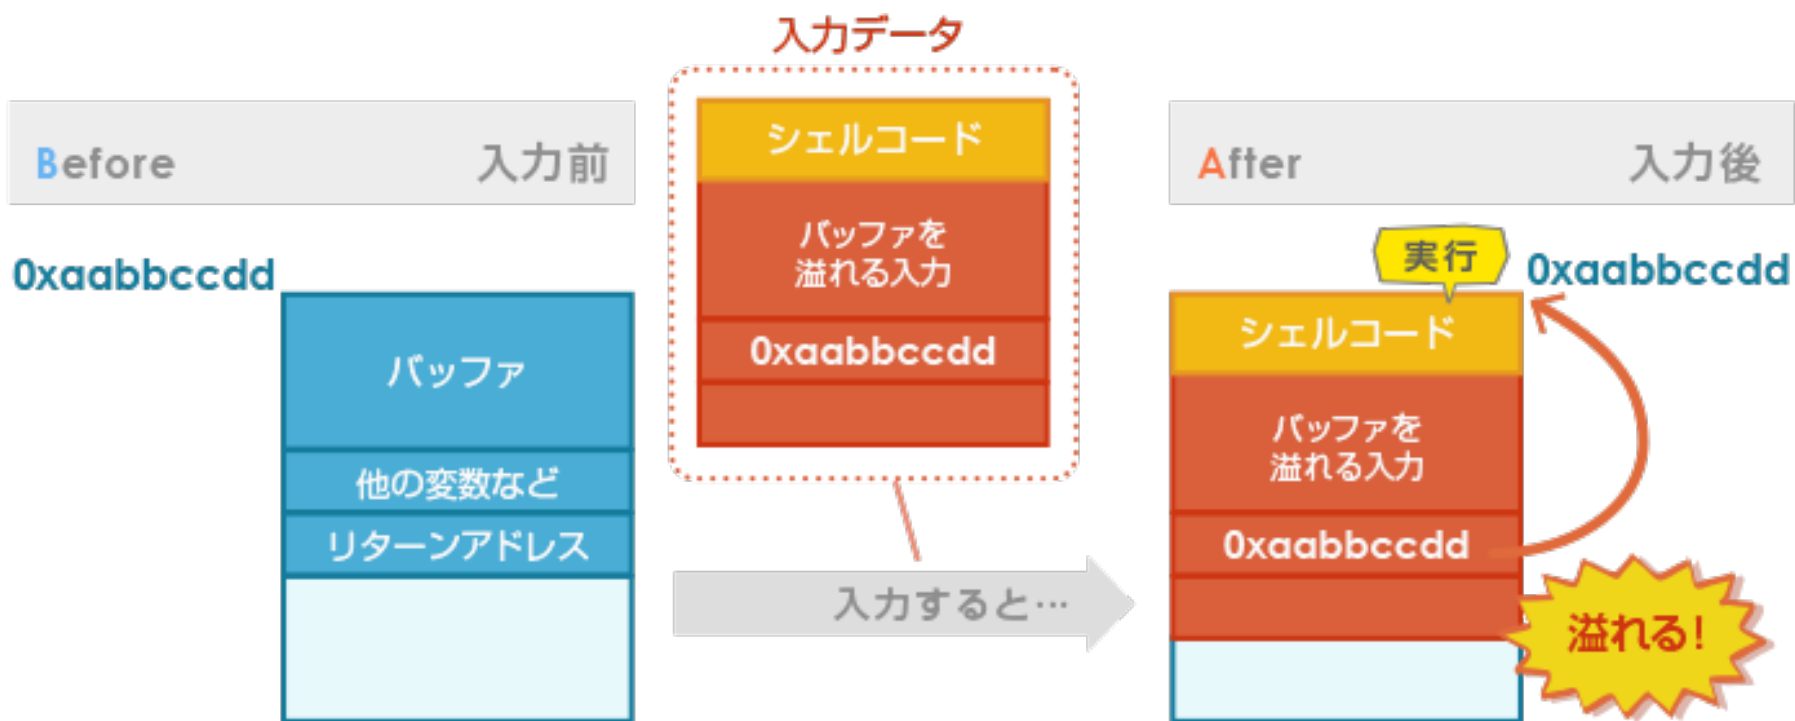 入力データ
シェルコード
バッファを
溢れる入力
0xaabbccdd
Before 入力前
0xaabbccdd
バッファ
他の変数など
リターンアドレス
入力すると…
After 入力後
実行
0xaabbccdd
シェルコード
バッファを
溢れる入力
0xaabbccdd
溢れる!